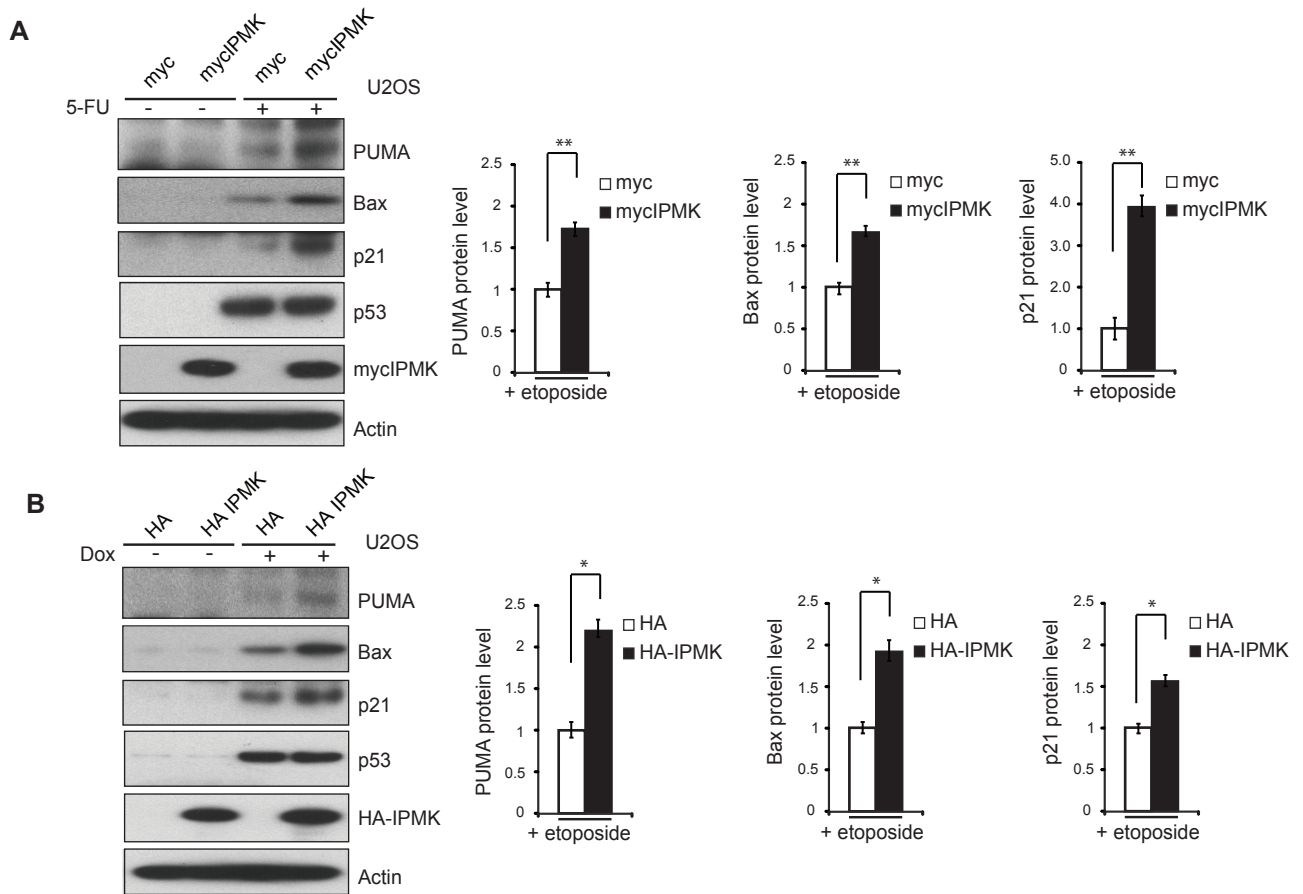 A
myc
mycIPMK
myc
mycIPMK
U2OS
5-FU - - + +
PUMA
Bax
p21
p53
mycIPMK
Actin
PUMA protein level
2.5
2
1.5
1
0.5
0
**
myc
mycIPMK
+ etoposide
Bax protein level
2.5
2
1.5
1
0.5
0
**
myc
mycIPMK
+ etoposide
p21 protein level
5.0
4.0
3.0
2.0
1.0
0
**
myc
mycIPMK
+ etoposide
B
HA
HA IPMK
HA
HA IPMK
U2OS
Dox - - + +
PUMA
Bax
p21
p53
HA-IPMK
Actin
PUMA protein level
2.5
2
1.5
1
0.5
0
*
HA
HA-IPMK
+ etoposide
Bax protein level
2.5
2
1.5
1
0.5
0
*
HA
HA-IPMK
+ etoposide
p21 protein level
2.5
2
1.5
1
0.5
0
*
HA
HA-IPMK
+ etoposide